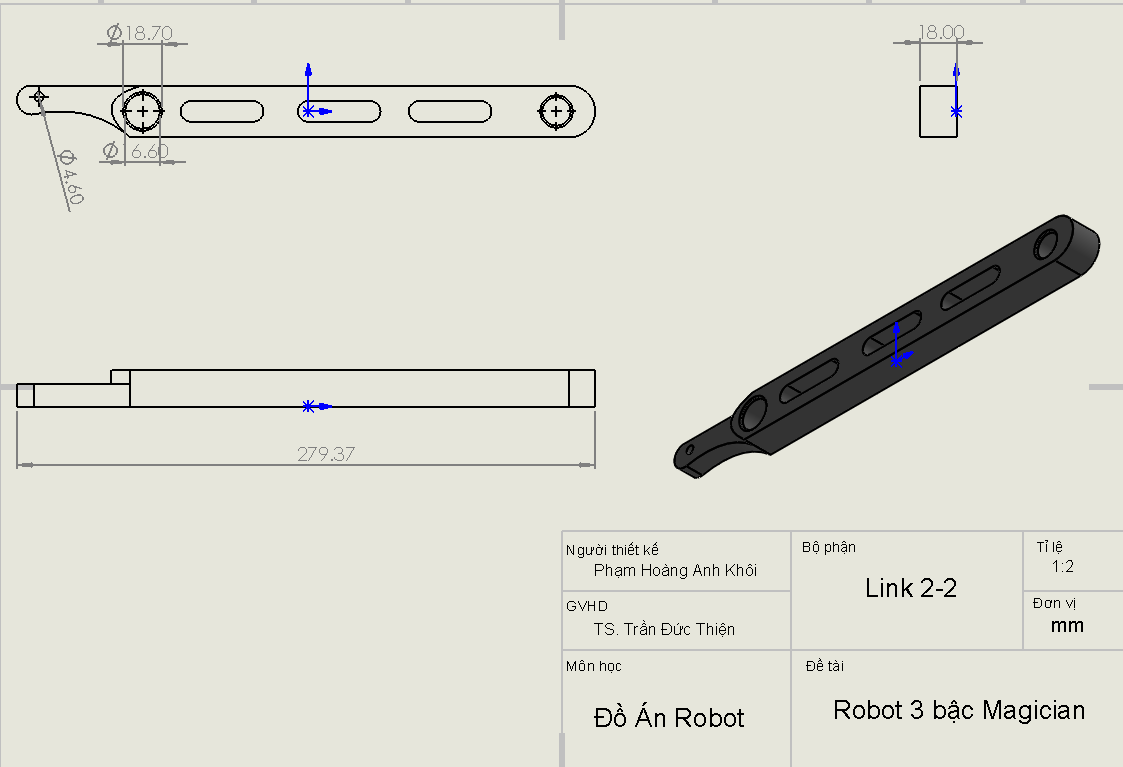 Ø18.70
18.00
Ø16.60
Ø4.60
279.37
Người thiết kế
Phạm Hoàng Anh Khôi
GVHD
TS. Trần Đức Thiện
Môn học
Đồ Án Robot
Bộ phận
Link 2-2
Tỉ lệ
1:2
Đơn vị
mm
Đề tài
Robot 3 bậc Magician